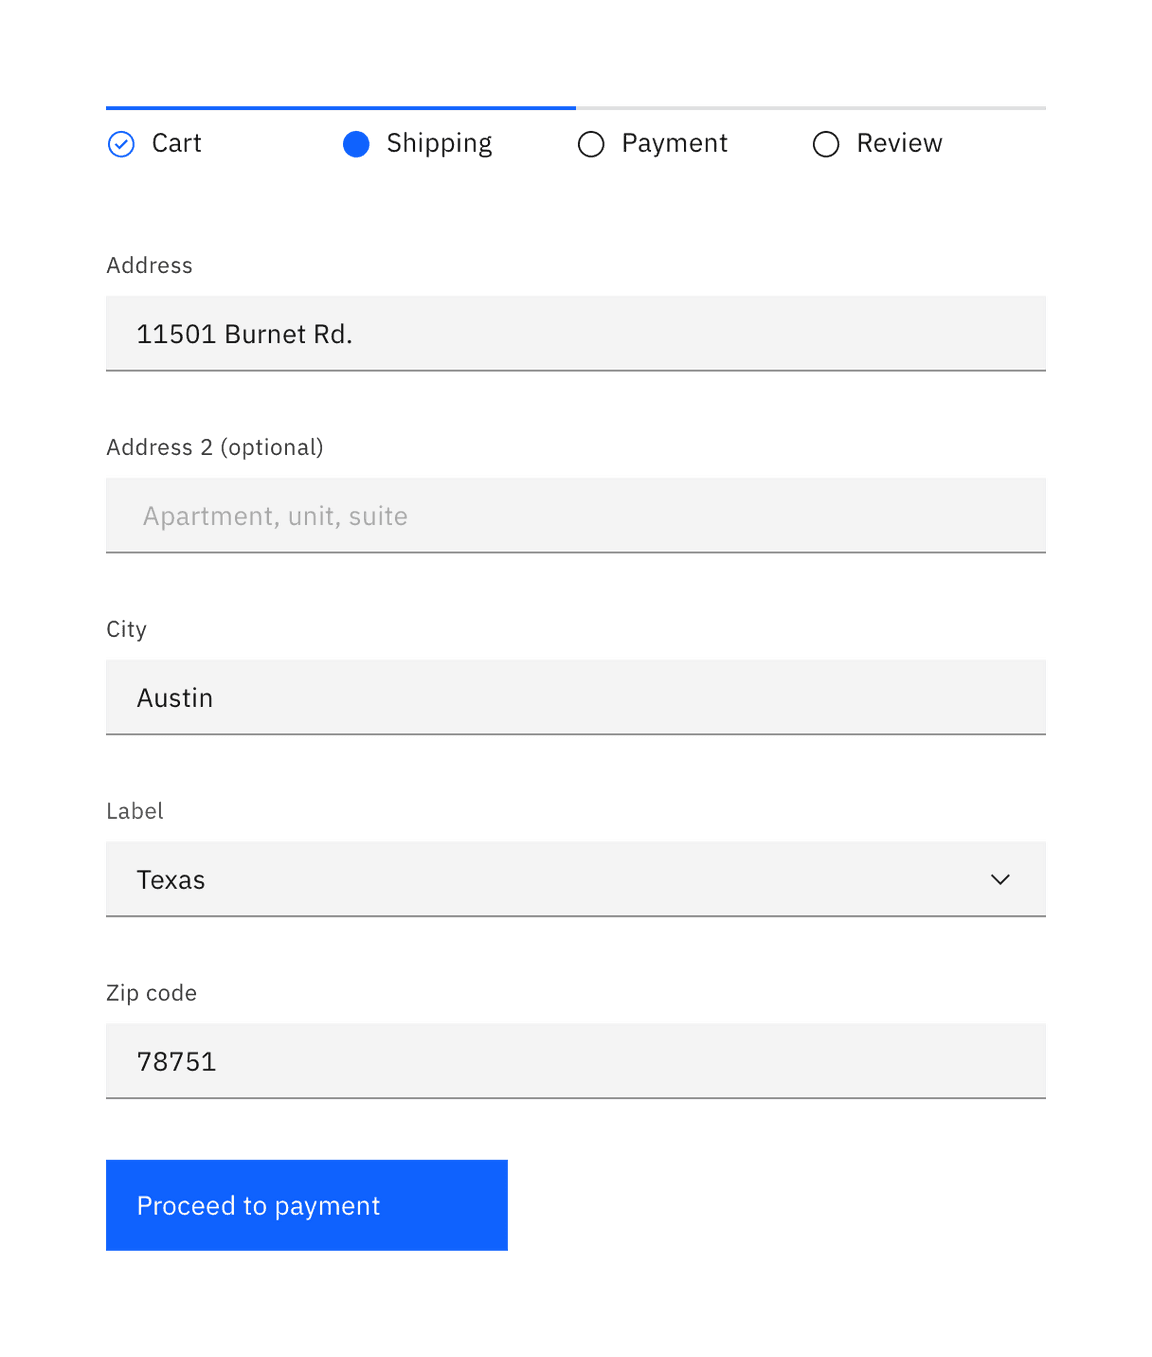 Cart Shipping Payment Review
Address
11501 Burnet Rd.
Address 2 (optional)
Apartment, unit, suite
City
Austin
Label
Texas
Zip code
78751
Proceed to payment